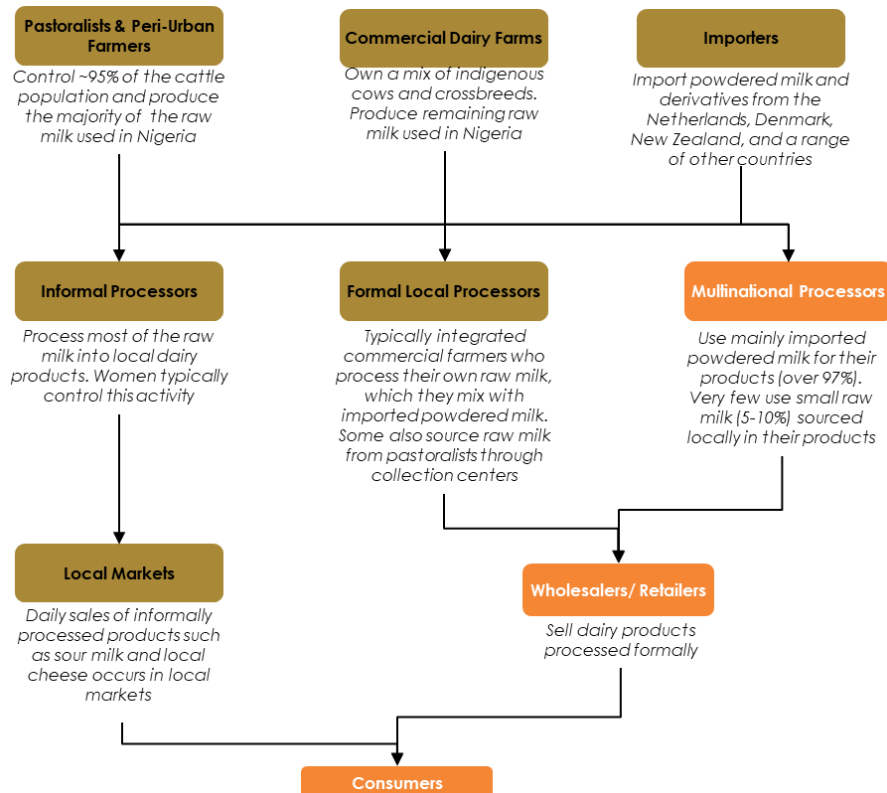 Pastoralists & Peri-Urban
Farmers
Control ~95% of the cattle
population and produce
the majority of the raw
milk used in Nigeria
Commercial Dairy Farms
Own a mix of indigenous
cows and crossbreeds.
Produce remaining raw
milk used in Nigeria
Importers
Import powdered milk and
derivatives from the
Netherlands, Denmark,
New Zealand, and a range
of other countries
Informal Processors
Process most of the raw
milk into local dairy
products. Women typically
control this activity
Formal Local Processors
Typically integrated
commercial farmers who
process their own raw milk,
which they mix with
imported powdered milk.
Some also source raw milk
from pastoralists through
collection centers
Multinational Processors
Use mainly imported
powdered milk for their
products (over 97%).
Very few use small raw
milk (5-10%) sourced
locally in their products
Local Markets
Daily sales of informally
processed products such
as sour milk and local
cheese occurs in local
markets
Wholesalers/ Retailers
Sell dairy products
processed formally
Consumers